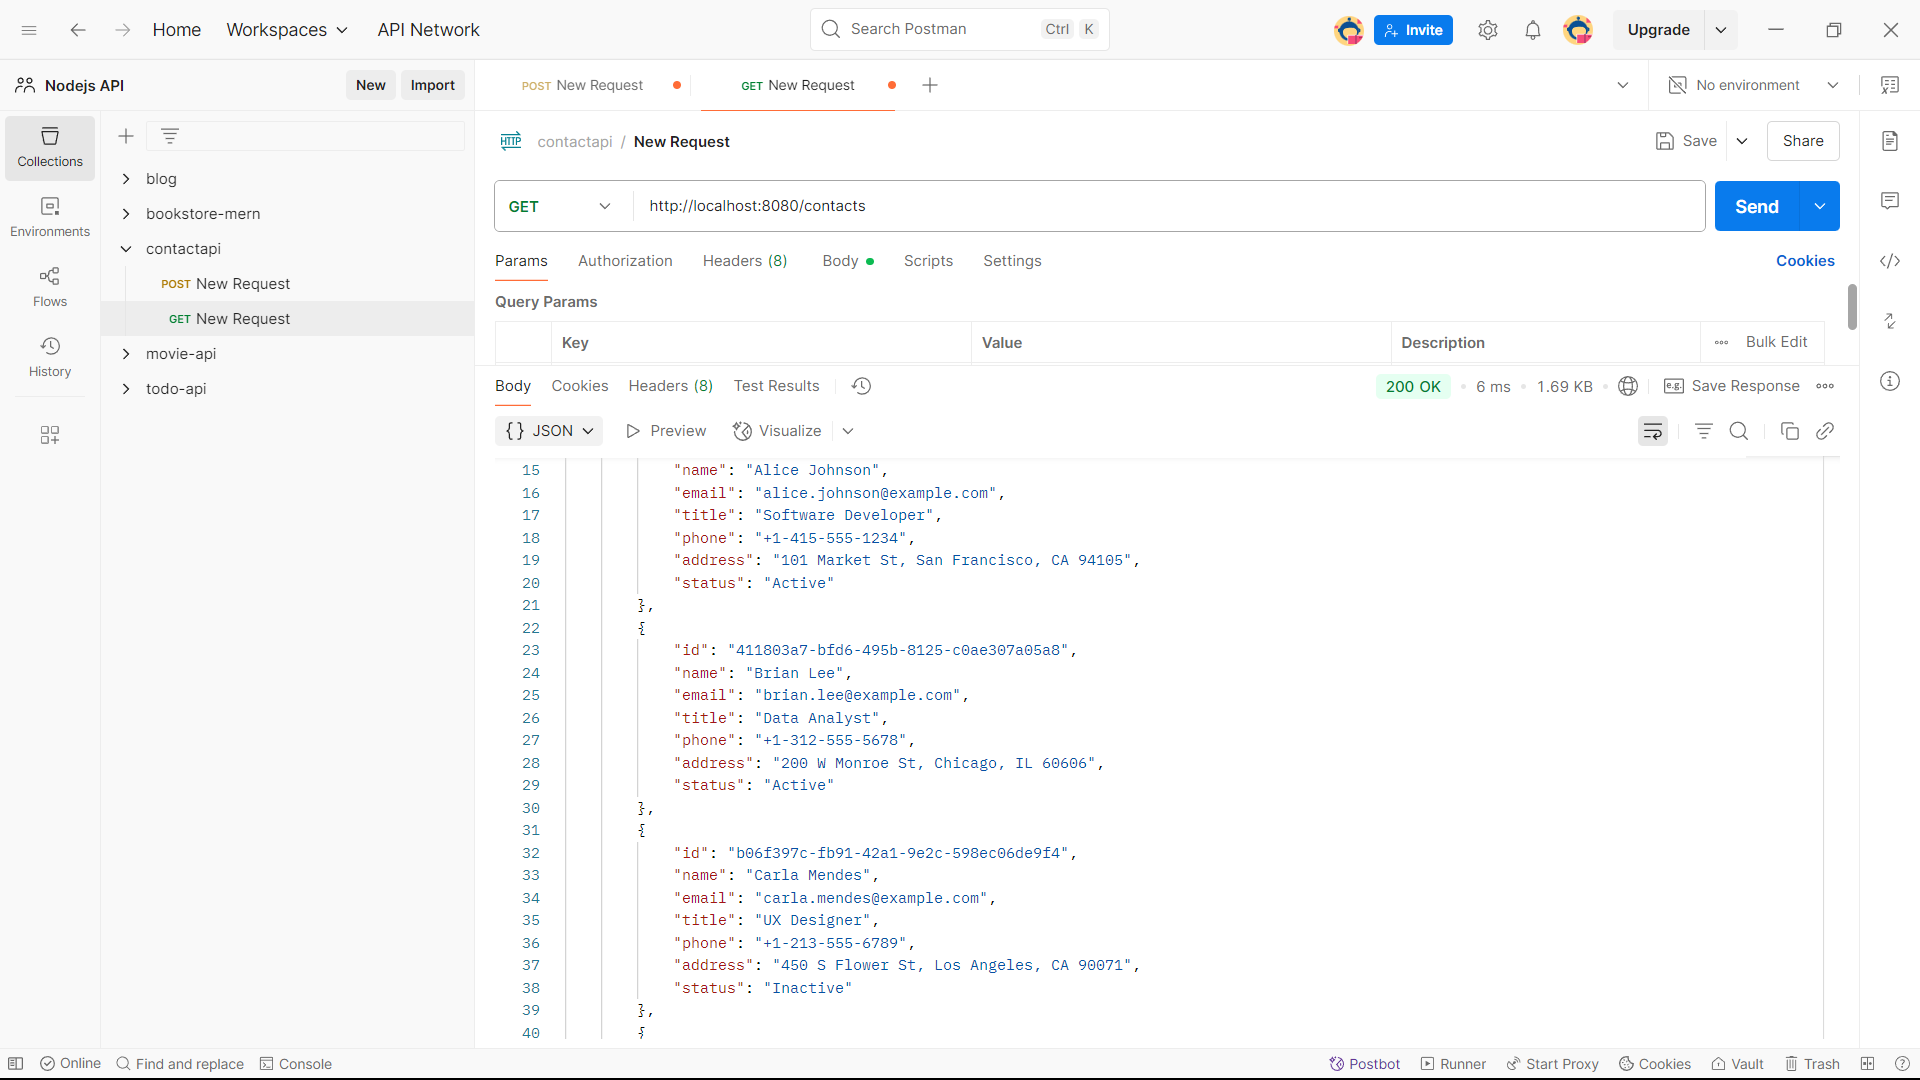 Home Workspaces API Network Search Postman Ctrl K Invite Upgrade
Nodejs API New Import POST New Request GET New Request No environment
Collections
Environments
Flows
History
blog
bookstore-mern
contactapi
POST New Request
GET New Request
movie-api
todo-api
HTTP contactapi / New Request Save Share
GET http://localhost:8080/contacts Send
Params Authorization Headers (8) Body Scripts Settings Cookies
Query Params
Key Value Description Bulk Edit
Body Cookies Headers (8) Test Results 200 OK 6 ms 1.69 KB e.g. Save Response
{} JSON Preview Visualize
15 "name": "Alice Johnson",
16 "email": "alice.johnson@example.com",
17 "title": "Software Developer",
18 "phone": "+1-415-555-1234",
19 "address": "101 Market St, San Francisco, CA 94105",
20 "status": "Active"
21 },
22 {
23 "id": "411803a7-bfd6-495b-8125-c0ae307a05a8",
24 "name": "Brian Lee",
25 "email": "brian.lee@example.com",
26 "title": "Data Analyst",
27 "phone": "+1-312-555-5678",
28 "address": "200 W Monroe St, Chicago, IL 60606",
29 "status": "Active"
30 },
31 {
32 "id": "b06f397c-fb91-42a1-9e2c-598ec06de9f4",
33 "name": "Carla Mendes",
34 "email": "carla.mendes@example.com",
35 "title": "UX Designer",
36 "phone": "+1-213-555-6789",
37 "address": "450 S Flower St, Los Angeles, CA 90071",
38 "status": "Inactive"
39 },
40 {
Online Find and replace Console Postbot Runner Start Proxy Cookies Vault Trash